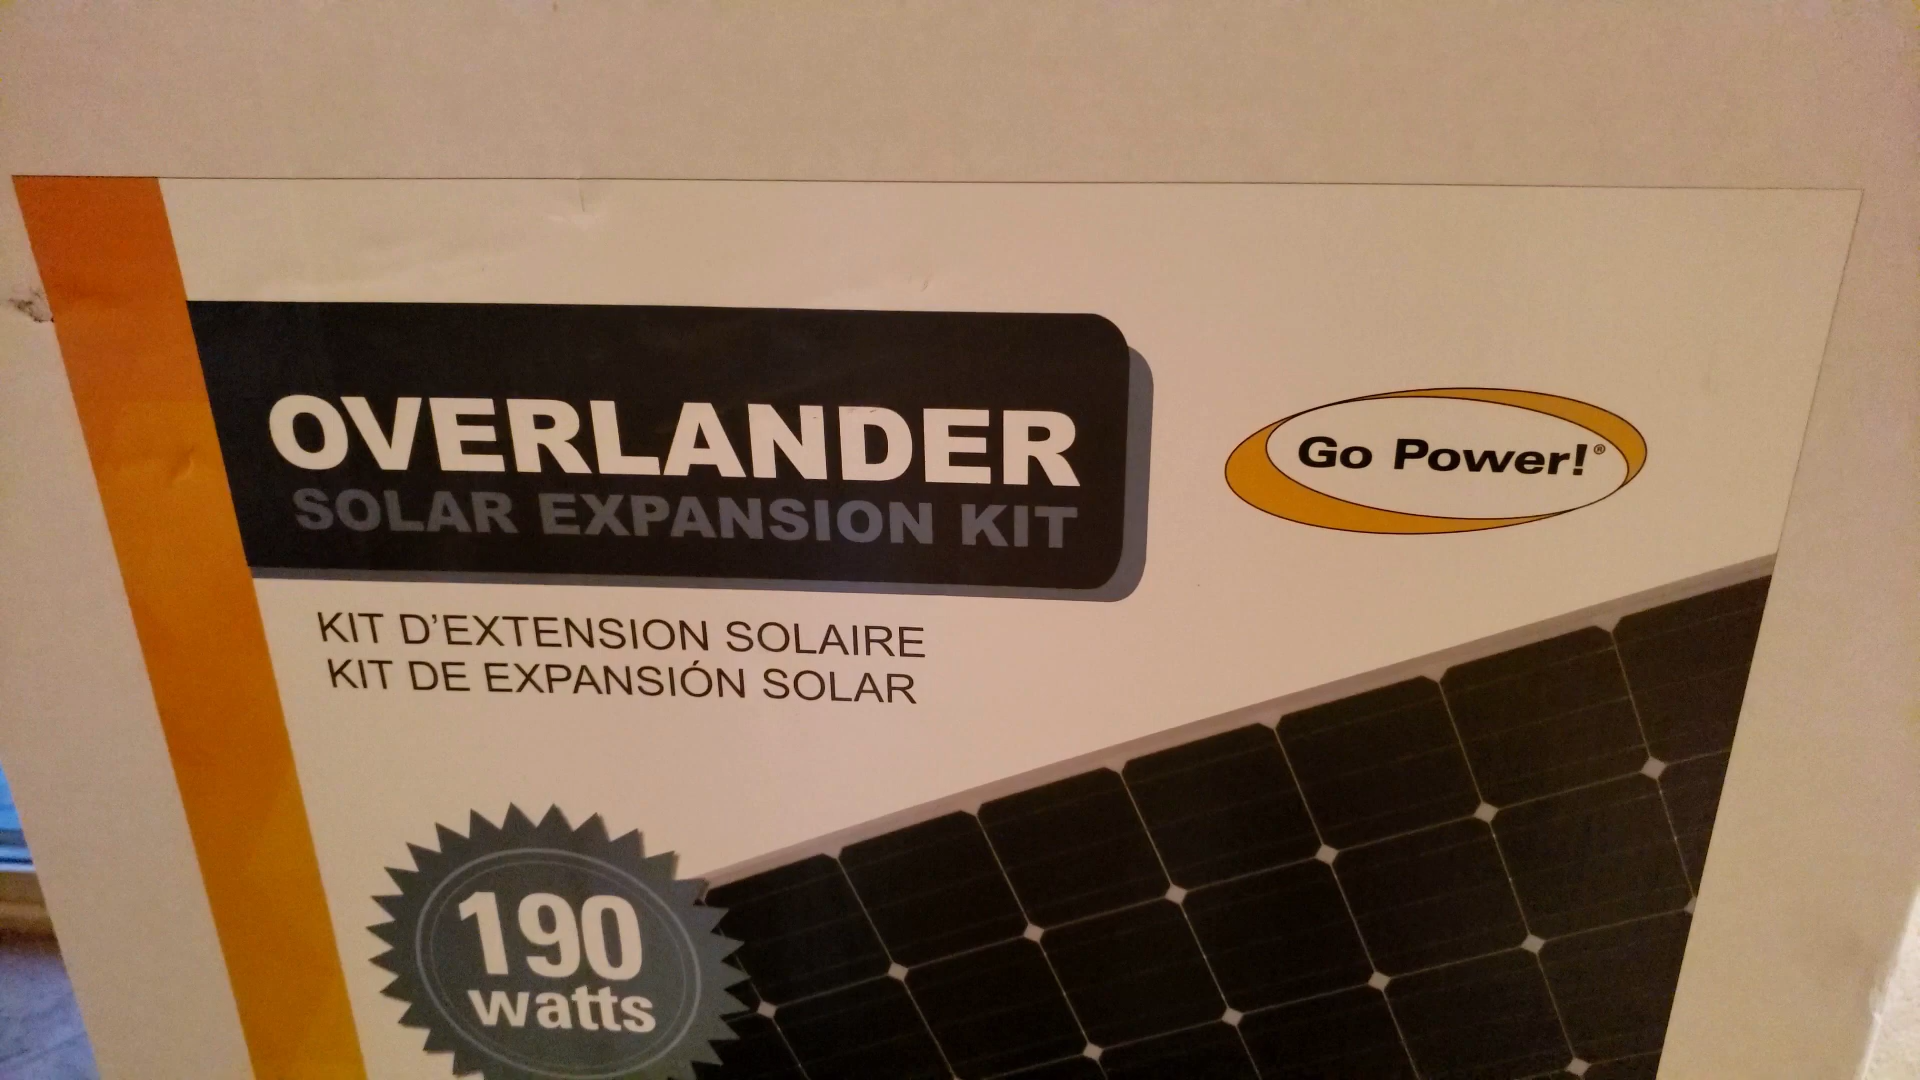 OVERLANDER
SOLAR EXPANSION KIT
Go Power!®
KIT D'EXTENSION SOLAIRE
KIT DE EXPANSIÓN SOLAR
190
watts